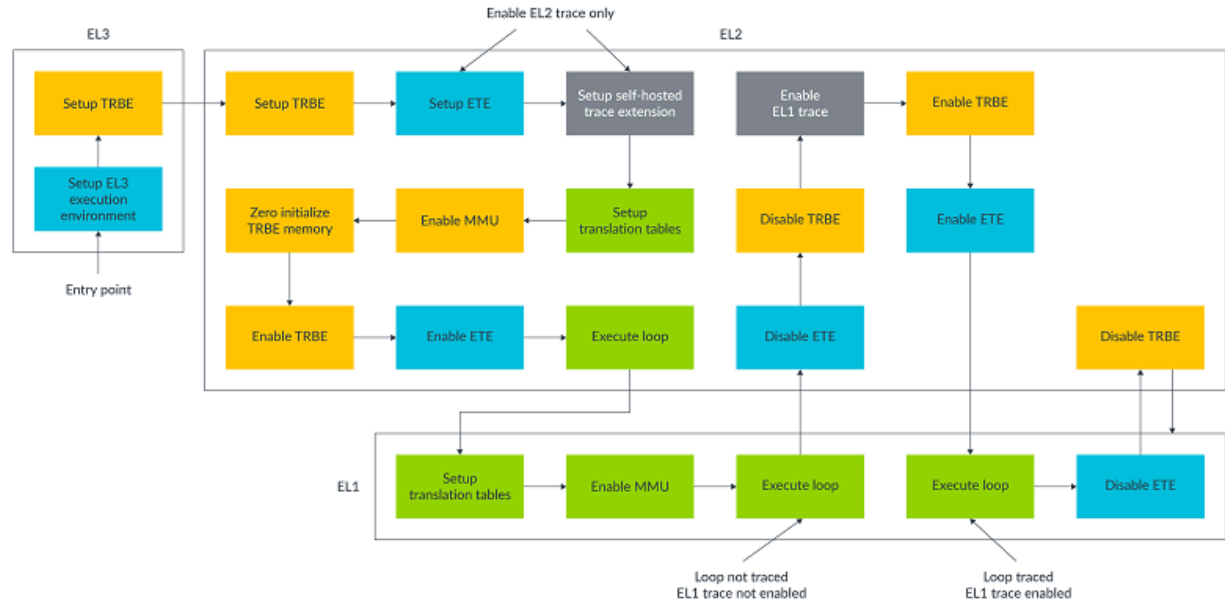 Enable EL2 trace only
EL3
EL2
Setup TRBE
Setup TRBE
Setup ETE
Setup self-hosted
trace extension
Enable
EL1 trace
Enable TRBE
Setup EL3
execution
environment
Zero initialize
TRBE memory
Enable MMU
Setup
translation tables
Disable TRBE
Enable ETE
Entry point
Enable TRBE
Enable ETE
Execute loop
Disable ETE
Disable TRBE
EL1
Setup
translation tables
Enable MMU
Execute loop
Execute loop
Disable ETE
Loop not traced
EL1 trace not enabled
Loop traced
EL1 trace enabled